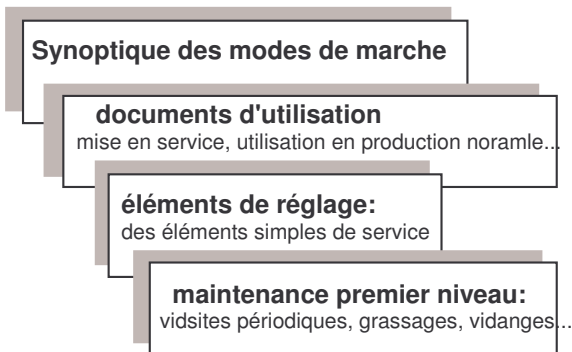 Synoptique des modes de marche
documents d'utilisation
mise en service, utilisation en production noramle...
éléments de réglage:
des éléments simples de service
maintenance premier niveau:
vidsites périodiques, grassages, vidanges...